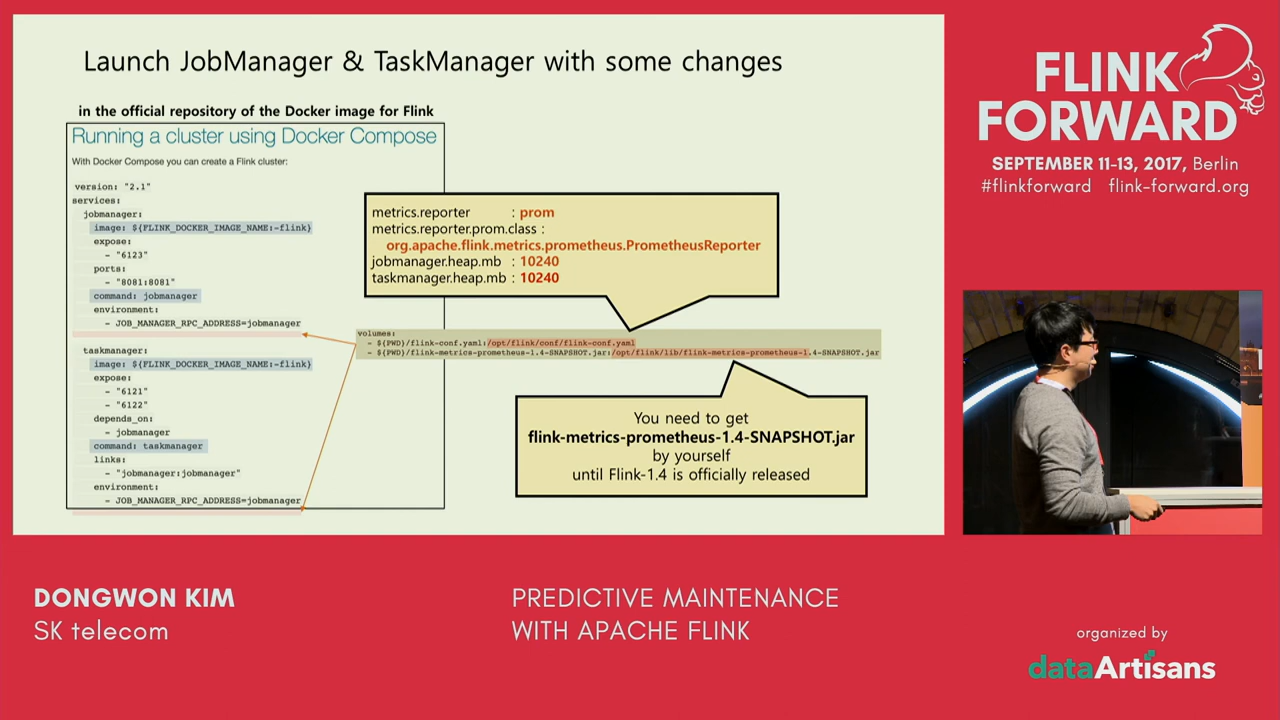 Launch JobManager & TaskManager with some changes
in the official repository of the Docker image for Flink
Running a cluster using Docker Compose
With Docker Compose you can create a Flink cluster:
version: "2.1"
services:
jobmanager:
image: ${FLINK_DOCKER_IMAGE_NAME:-flink}
expose:
- "6123"
ports:
- "8081:8081"
command: jobmanager
environment:
- JOB_MANAGER_RPC_ADDRESS=jobmanager
taskmanager:
image: ${FLINK_DOCKER_IMAGE_NAME:-flink}
expose:
- "6121"
- "6122"
depends_on:
- jobmanager
command: taskmanager
links:
- "jobmanager:jobmanager"
environment:
- JOB_MANAGER_RPC_ADDRESS=jobmanager
metrics.reporter : prom
metrics.reporter.prom.class :
org.apache.flink.metrics.prometheus.PrometheusReporter
jobmanager.heap.mb : 10240
taskmanager.heap.mb : 10240
volumes:
- ${PWD}/flink-conf.yaml:/opt/flink/conf/flink-conf.yaml
- ${PWD}/flink-metrics-prometheus-1.4-SNAPSHOT.jar:/opt/flink/lib/flink-metrics-prometheus-1.4-SNAPSHOT.jar
You need to get
flink-metrics-prometheus-1.4-SNAPSHOT.jar
by yourself
until Flink-1.4 is officially released
FLINK
FORWARD
SEPTEMBER 11-13, 2017, Berlin
#flinkforward flink-forward.org
DONGWON KIM
SK telecom
PREDICTIVE MAINTENANCE
WITH APACHE FLINK
organized by
dataArtisans